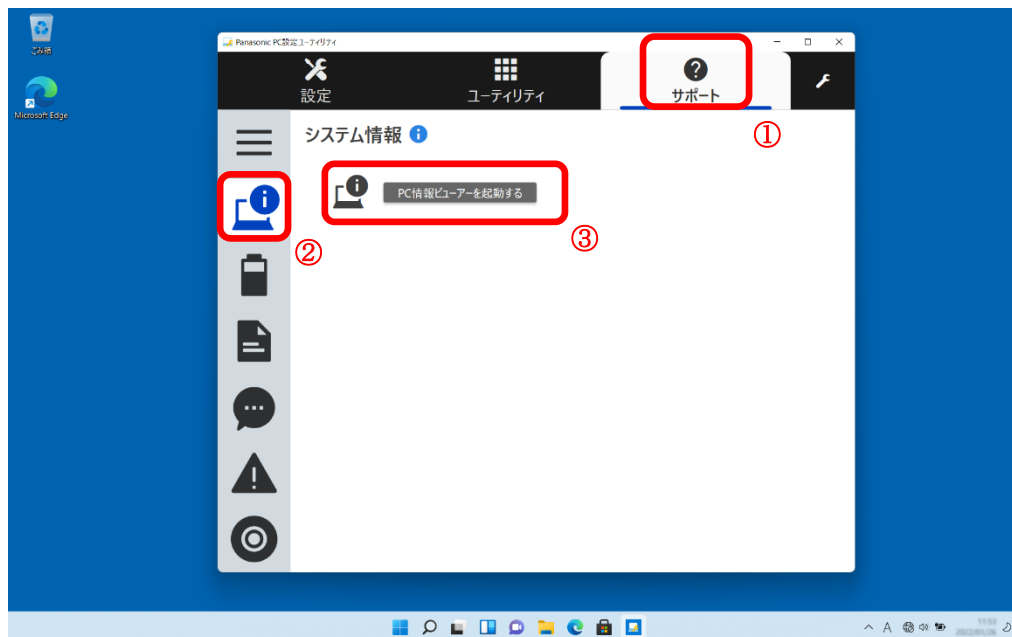 ごみ箱
Microsoft Edge
Panasonic PC設定ユーティリティ
設定
ユーティリティ
サポート
①
システム情報
PC情報ビューアーを起動する
②
③
A